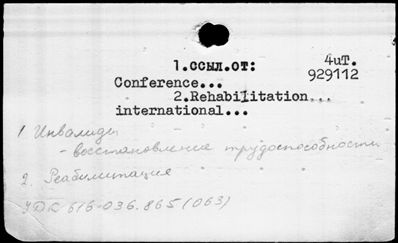 1.ССЫЛ.ОТ:
4иТ.
929112
Conference...
2.Rehabilitation...
international...
1 Инвалиды
- восстановление трудоспособности
2. Реабилитация
УДК 616-036.865 (063)